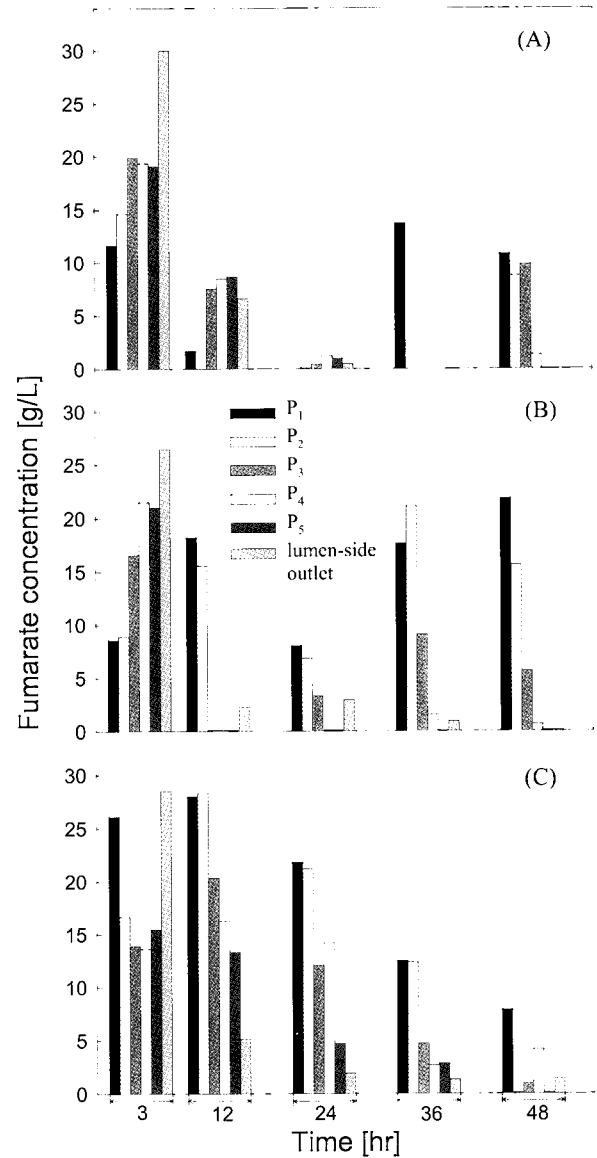 (A)
30
25
20
15
10
5
0
Fumarate concentration [g/L]
(B)
30
25
20
15
10
5
0
P₁
P₂
P₃
P₄
P₅
lumen-side
outlet
(C)
30
25
20
15
10
5
0
3 12 24 36 48
Time [hr]